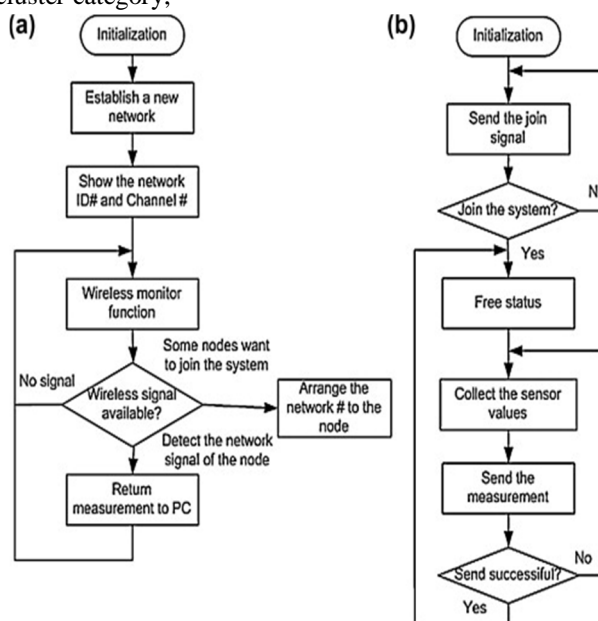 cluster category,
(a)
Initialization
Establish a new
network
Show the network
ID# and Channel #
Wireless monitor
function
Some nodes want
to join the system
No signal
Wireless signal
available?
Arrange the
network # to the
node
Detect the network
signal of the node
Return
measurement to PC
(b)
Initialization
Send the join
signal
Join the system?
N
Yes
Free status
Collect the sensor
values
Send the
measurement
Send successful?
No
Yes